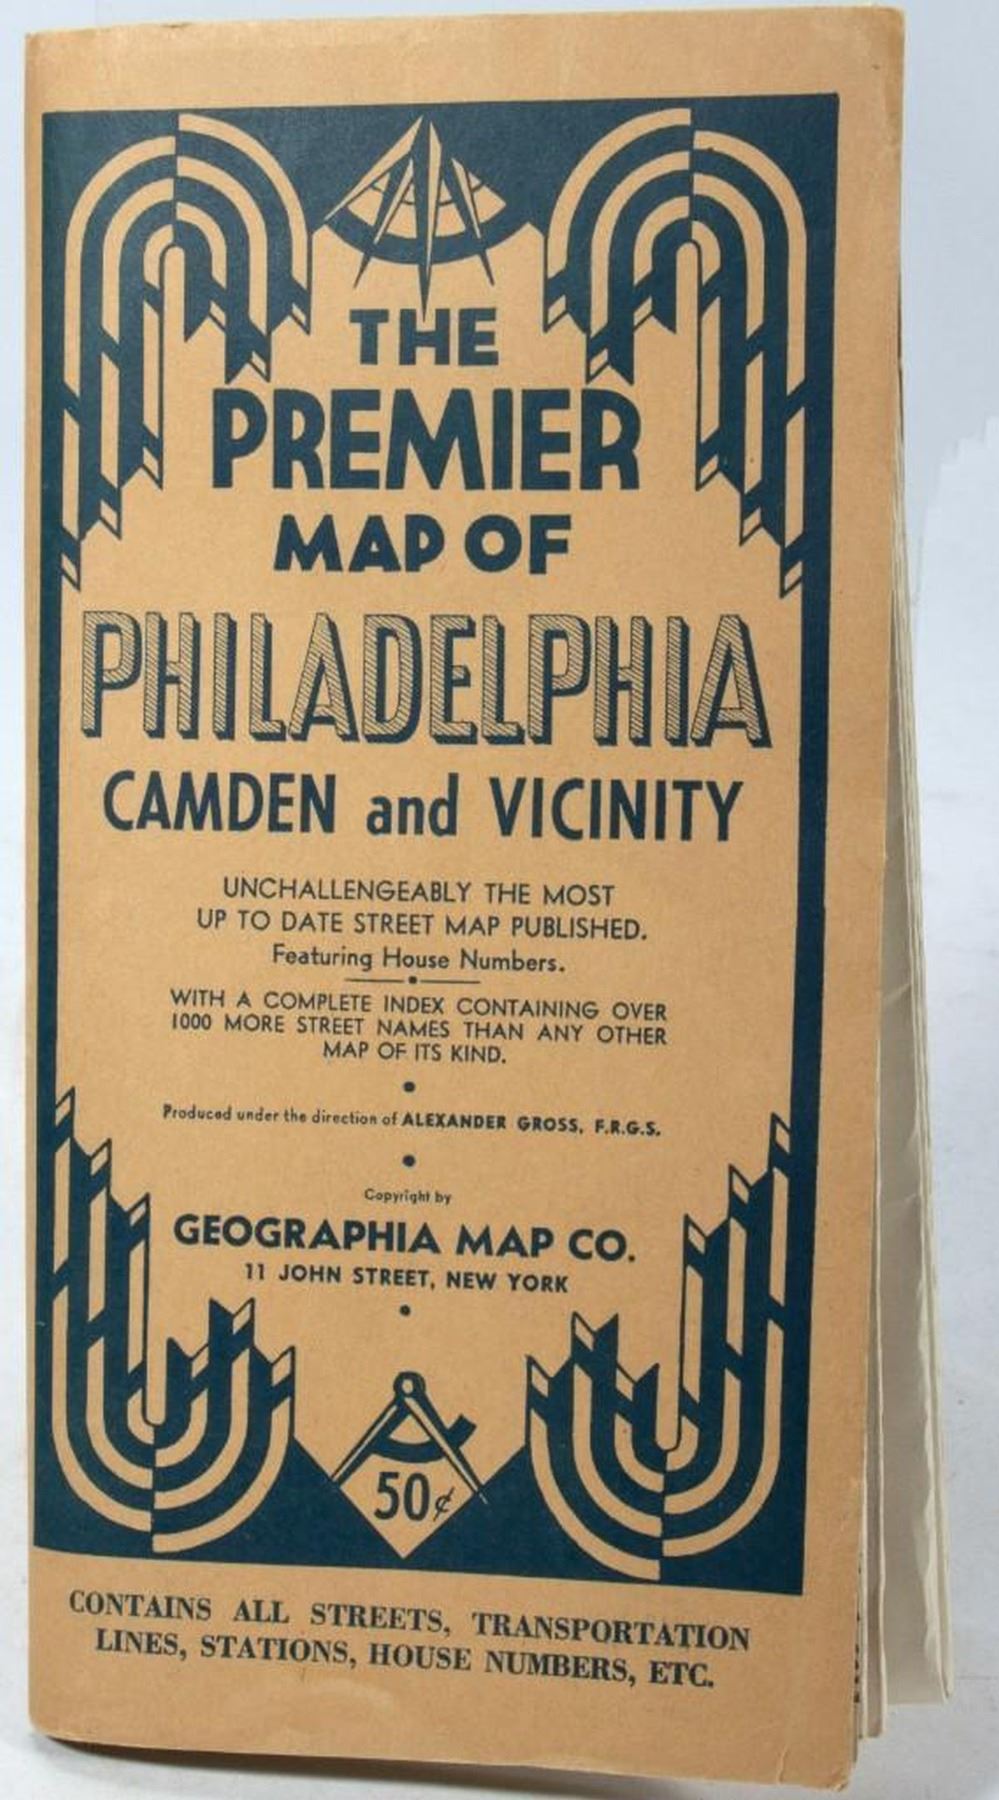 THE
PREMIER
MAP OF
PHILADELPHIA
CAMDEN and VICINITY
UNCHALLENGEABLY THE MOST
UP TO DATE STREET MAP PUBLISHED.
Featuring House Numbers.
WITH A COMPLETE INDEX CONTAINING OVER
1000 MORE STREET NAMES THAN ANY OTHER
MAP OF ITS KIND.
Produced under the direction of ALEXANDER GROSS, F.R.G.S.
Copyright by
GEOGRAPHIA MAP CO.
11 JOHN STREET, NEW YORK
50¢
CONTAINS ALL STREETS, TRANSPORTATION
LINES, STATIONS, HOUSE NUMBERS, ETC.